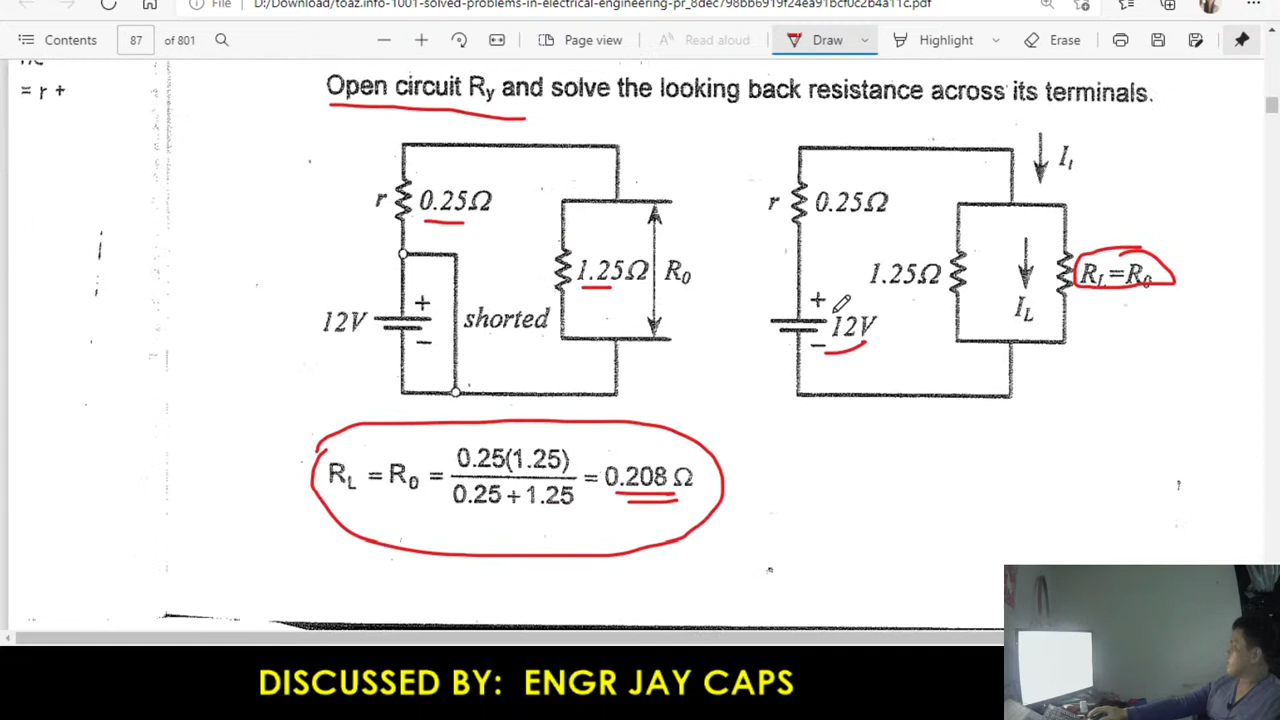 File D:/Download/toaz.info-1001-solved-problems-in-electrical-engineering-pr_8dec798bb6919f24ea91bcf0c2b4a11c.pdf
Contents 87 of 801 Page view Read aloud Draw Highlight Erase
= r +
Open circuit Ry and solve the looking back resistance across its terminals.
r 0.25Ω
1.25Ω R0
12V + − shorted
I1
r 0.25Ω
1.25Ω RL=R0
+ 12V −
IL
RL = R0 = 0.25(1.25) / 0.25 + 1.25 = 0.208 Ω
DISCUSSED BY: ENGR JAY CAPS